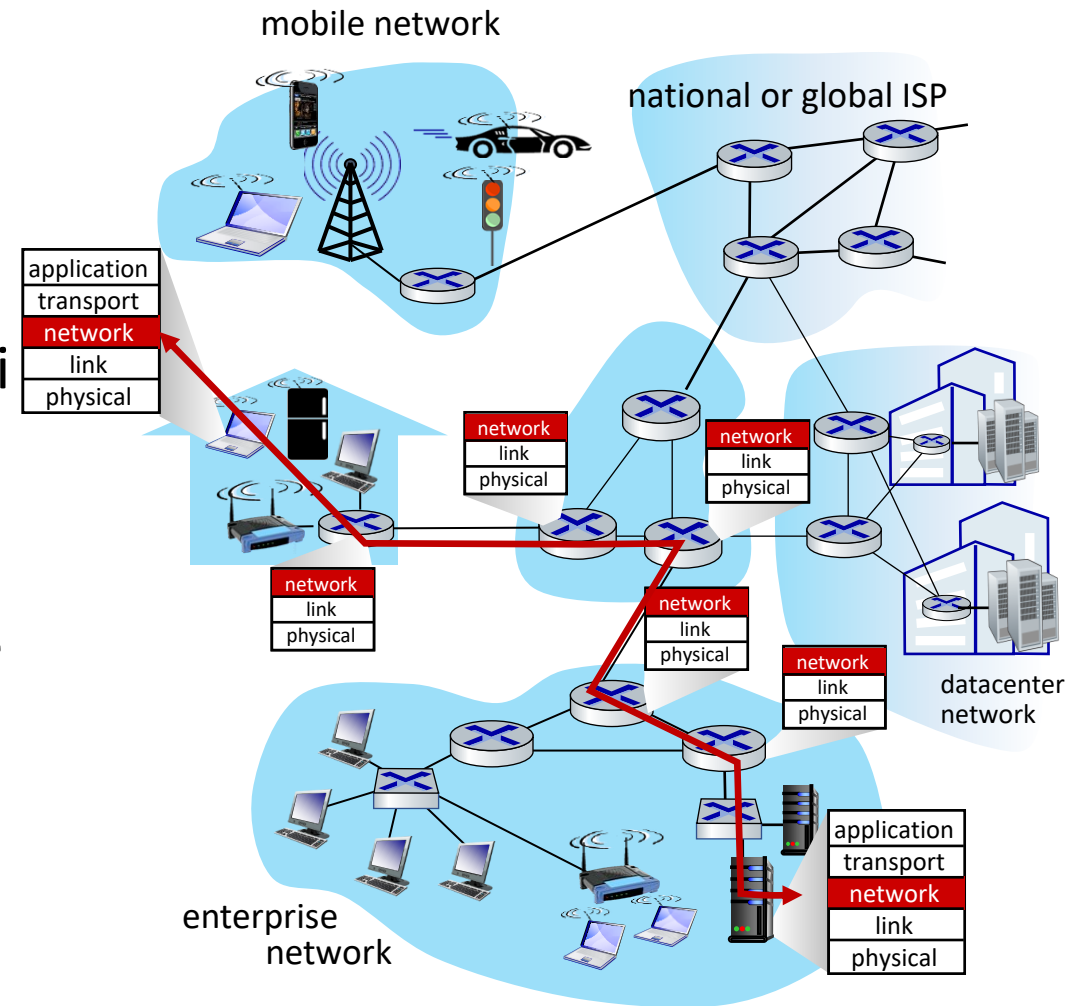 mobile network
national or global ISP
application
transport
network
link
physical
i
network
link
physical
network
link
physical
network
link
physical
network
link
physical
network
link
physical
datacenter
network
application
transport
network
link
physical
enterprise
network